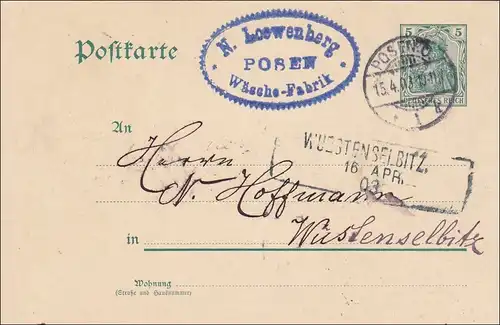 Postkarte
N. Loewenberg
POSEN
Wäsche-Fabrik
5 5
POSEN
15.4.
DEUTSCHES REICH
An
Herrn
N. Hoffmann
WUESTENSELBITZ.
16 APR.
03
in Wüstenselbitz
Wohnung
(Straße und Hausnummer)